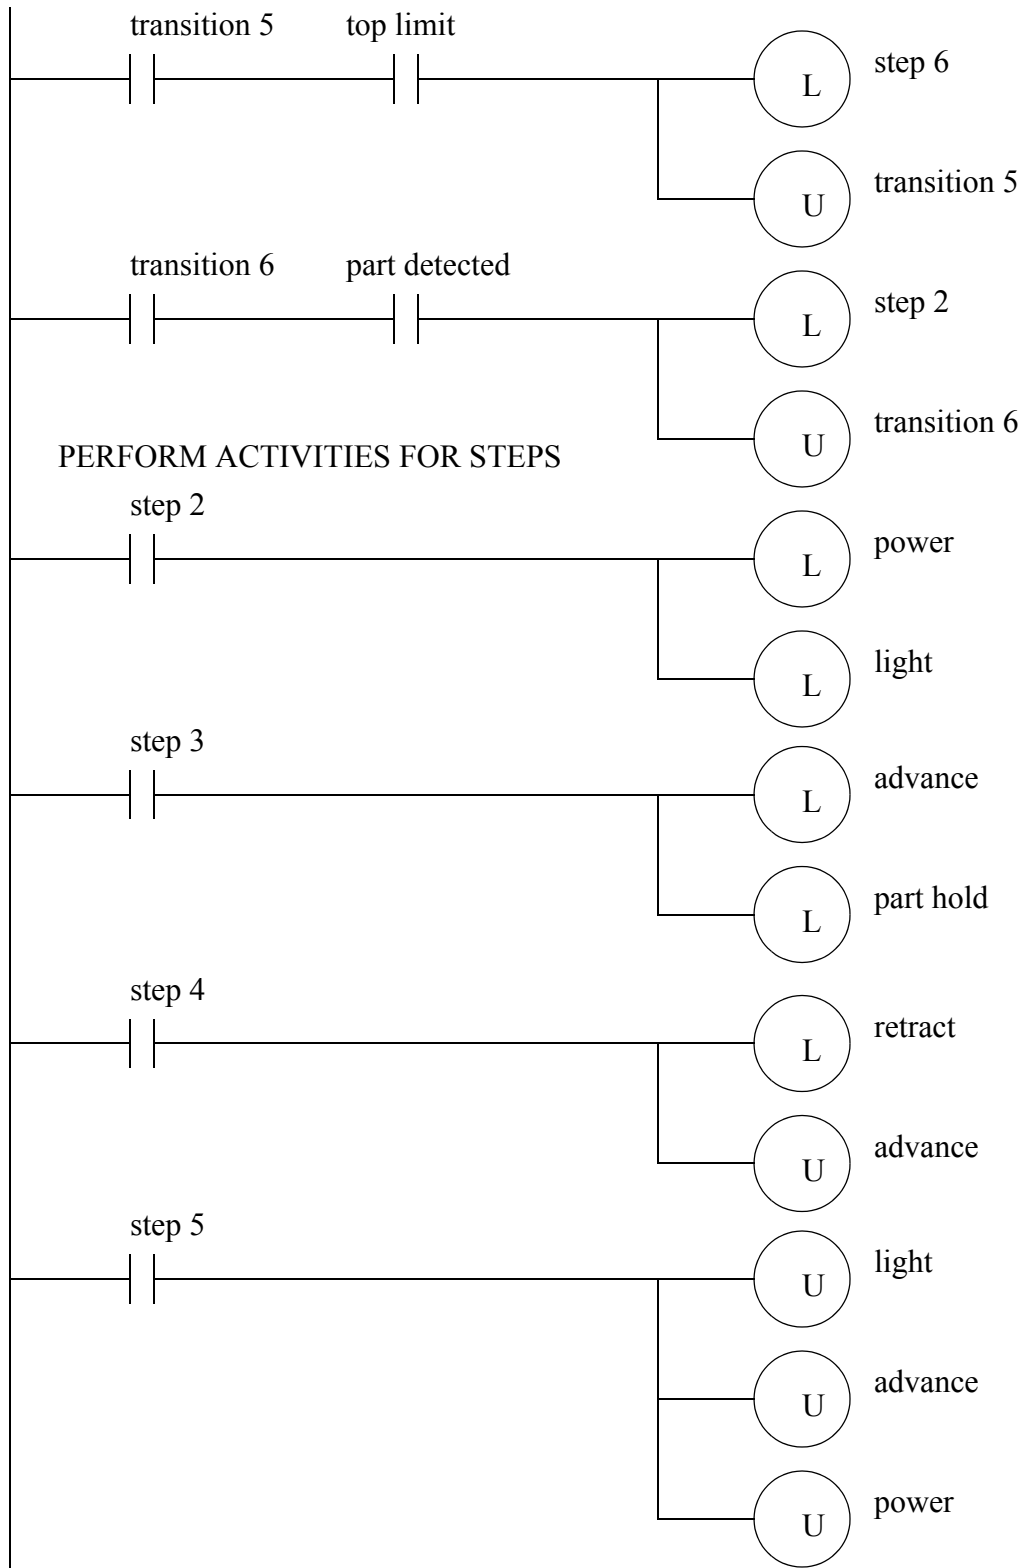 transition 5 top limit
step 6
L
transition 5
U
transition 6 part detected
step 2
L
transition 6
U
PERFORM ACTIVITIES FOR STEPS
step 2
power
L
light
L
step 3
advance
L
part hold
L
step 4
retract
L
advance
U
step 5
light
U
advance
U
power
U